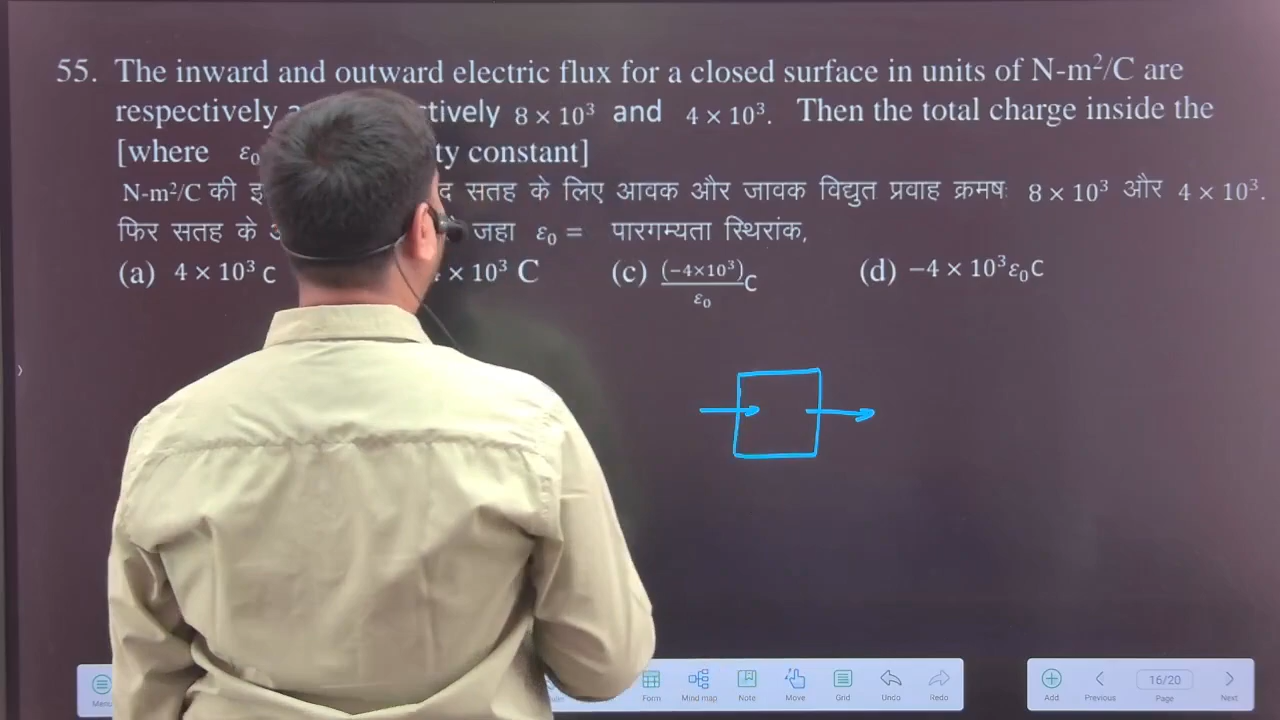 55. The inward and outward electric flux for a closed surface in units of N-m²/C are
respectively 8 × 10³ and 4 × 10³. Then the total charge inside the
[where ε₀ constant]
N-m²/C की सतह के लिए आवक और जावक विद्युत प्रवाह क्रमषः 8 × 10³ और 4 × 10³.
फिर सतह के जहा ε₀ = पारगम्यता स्थिरांक,
(a) 4 × 10³ c × 10³ C (c) (−4×10³)/ε₀ C (d) −4 × 10³ε₀C
Form Mind map Note Move Grid Undo Redo Add Previous 16/20 Page Next